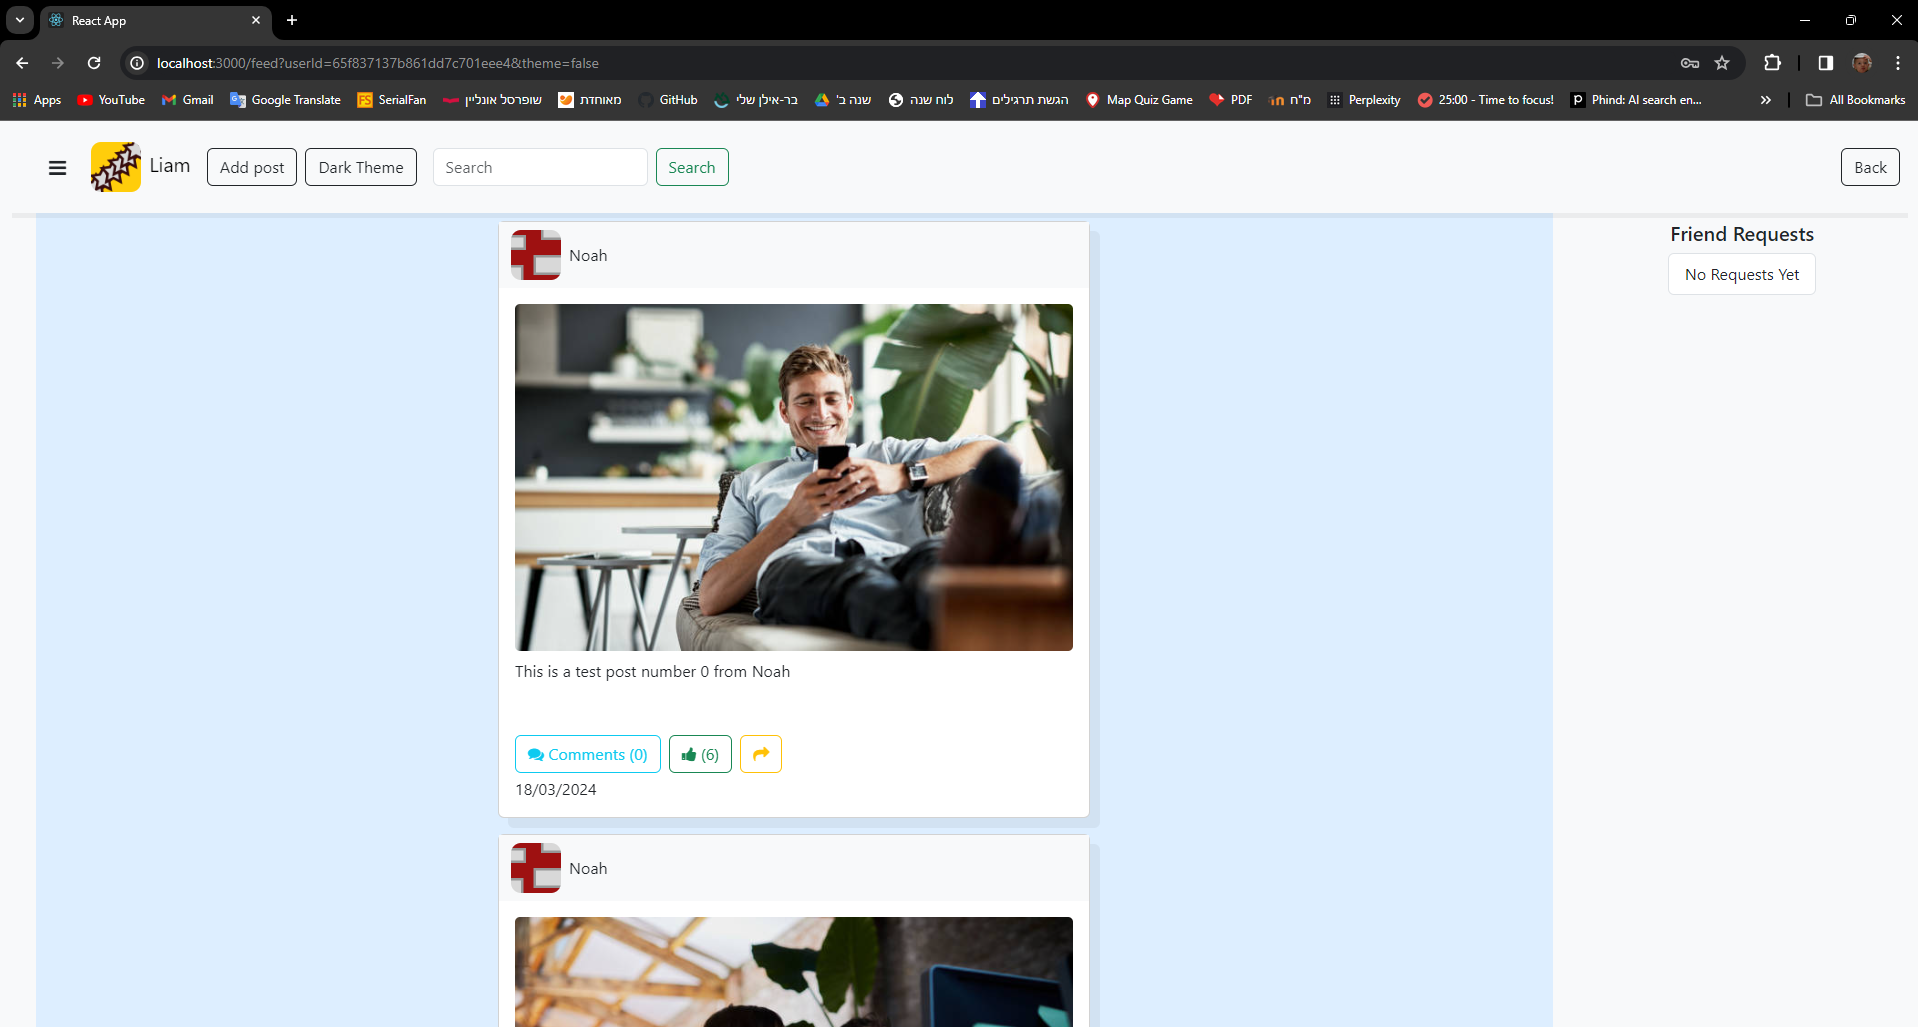 React App
localhost:3000/feed?userId=65f837137b861dd7c701eee4&theme=false
Apps YouTube Gmail Google Translate SerialFan שופרסל אונליין מאוחדת GitHub בר-אילן שלי שנה ב' לוח שנה הגשת תרגילים Map Quiz Game PDF מ"ח Perplexity 25:00 - Time to focus! Phind: AI search en... All Bookmarks
Liam Add post Dark Theme Search Search Back
Friend Requests
No Requests Yet
Noah
This is a test post number 0 from Noah
Comments (0) (6)
18/03/2024
Noah